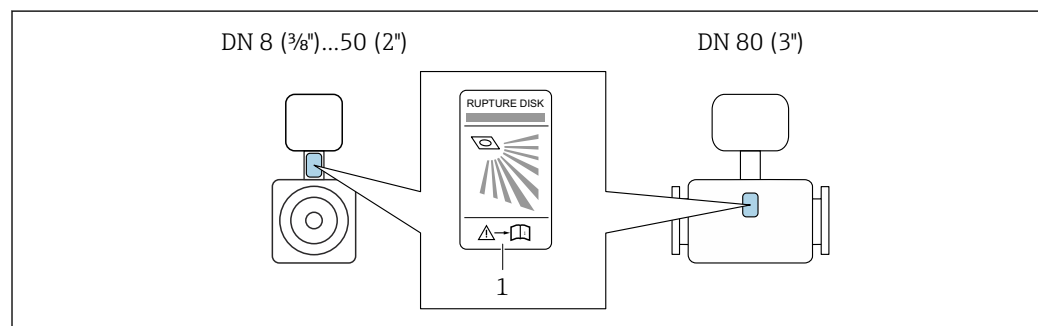 DN 8 (⅜")...50 (2")
DN 80 (3")
RUPTURE DISK
1